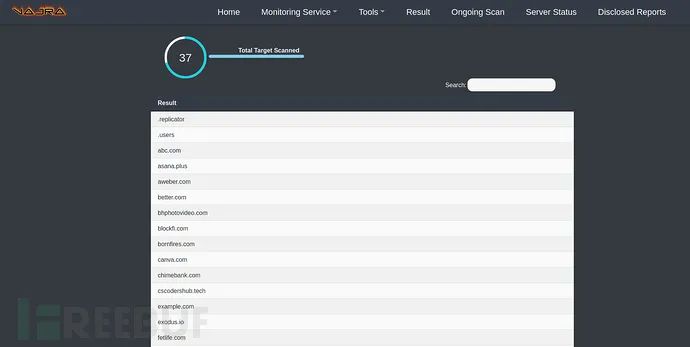 VAJRA Home Monitoring Service Tools Result Ongoing Scan Server Status Disclosed Reports
37
Total Target Scanned
Search:
Result
.replicator
.users
abc.com
asana.plus
aweber.com
better.com
bhphotovideo.com
blockfi.com
bornfires.com
canva.com
chimebank.com
cscodershub.tech
example.com
exodus.io
fetlife.com
FREEBUF